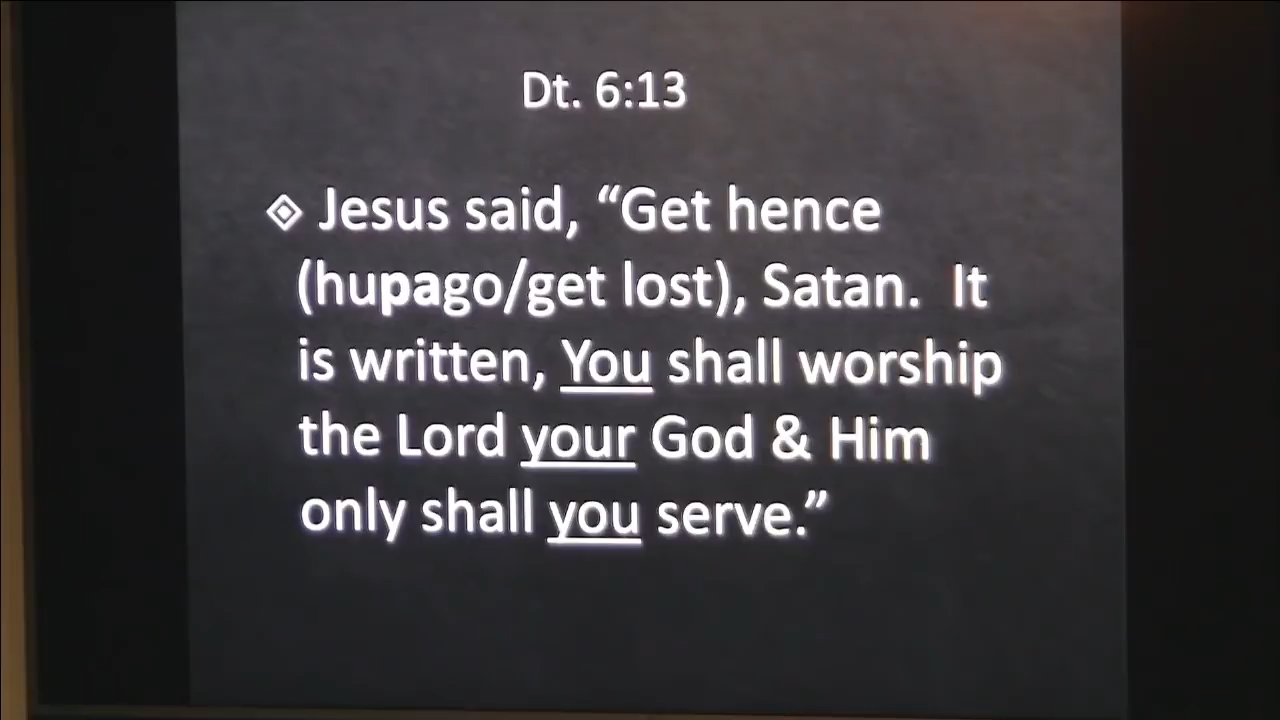 Dt. 6:13
Jesus said, “Get hence
(hupago/get lost), Satan. It
is written, You shall worship
the Lord your God & Him
only shall you serve.”